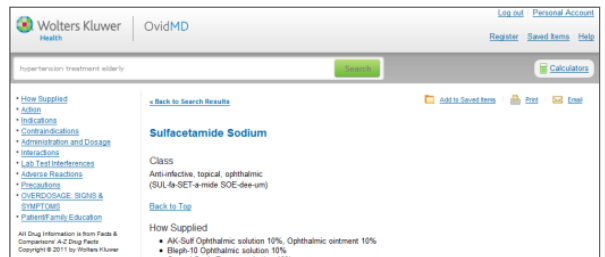 Log out Personal Account
Wolters Kluwer OvidMD
Health
Register Saved Items Help
hypertension treatment elderly Search Calculators
• How Supplied
• Action
• Indications
• Contraindications
• Administration and Dosage
• Interactions
• Lab Test Interferences
• Adverse Reactions
• Precautions
• OVERDOSAGE: SIGNS &
SYMPTOMS
• Patient/Family Education
All Drug Information is from Facts &
Comparisons' A-Z Drug Facts
Copyright © 2011 by Wolters Kluwer
« Back to Search Results Add to Saved Items Print Email
Sulfacetamide Sodium
Class
Anti-infective, topical, ophthalmic
(SUL-fa-SET-a-mide SOE-dee-um)
Back to Top
How Supplied
• AK-Sulf Ophthalmic solution 10%, Ophthalmic ointment 10%
• Bleph-10 Ophthalmic solution 10%